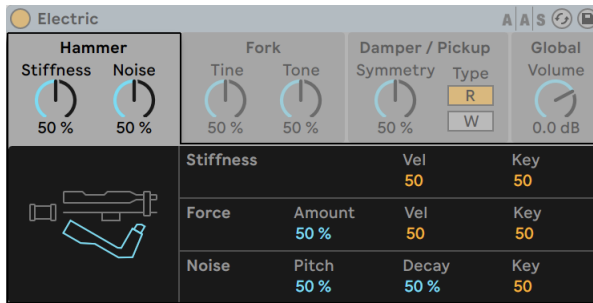 Electric A A S
Hammer Fork Damper / Pickup Global
Stiffness Noise Tine Tone Symmetry Type Volume
R
W
50 % 50 % 50 % 50 % 50 % 0.0 dB
Stiffness Vel Key
50 50
Force Amount Vel Key
50 % 50 50
Noise Pitch Decay Key
50 % 50 % 50